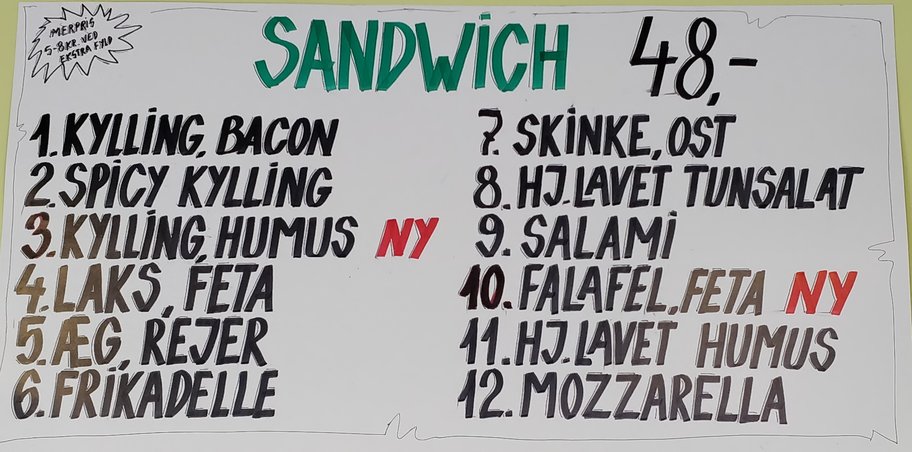 MERPRIS
5-8 KR. VED
EKSTRA FYLD
SANDWICH 48,-
1. KYLLING, BACON
2. SPICY KYLLING
3. KYLLING, HUMUS NY
4. LAKS, FETA
5. ÆG, REJER
6. FRIKADELLE
7. SKINKE, OST
8. HJ.LAVET TUNSALAT
9. SALAMI
10. FALAFEL, FETA NY
11. HJ.LAVET HUMUS
12. MOZZARELLA